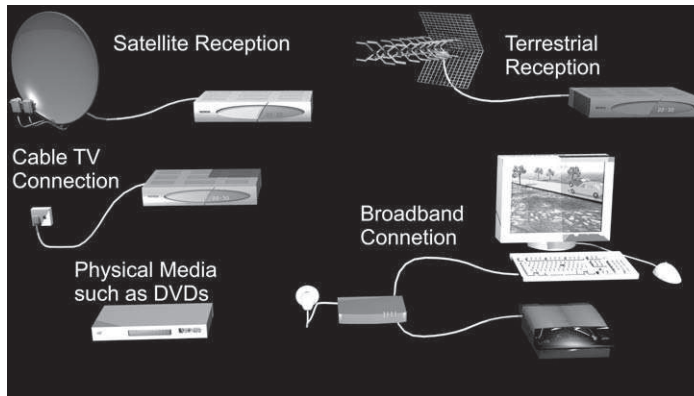 Satellite Reception
Terrestrial
Reception
Cable TV
Connection
Broadband
Connetion
Physical Media
such as DVDs